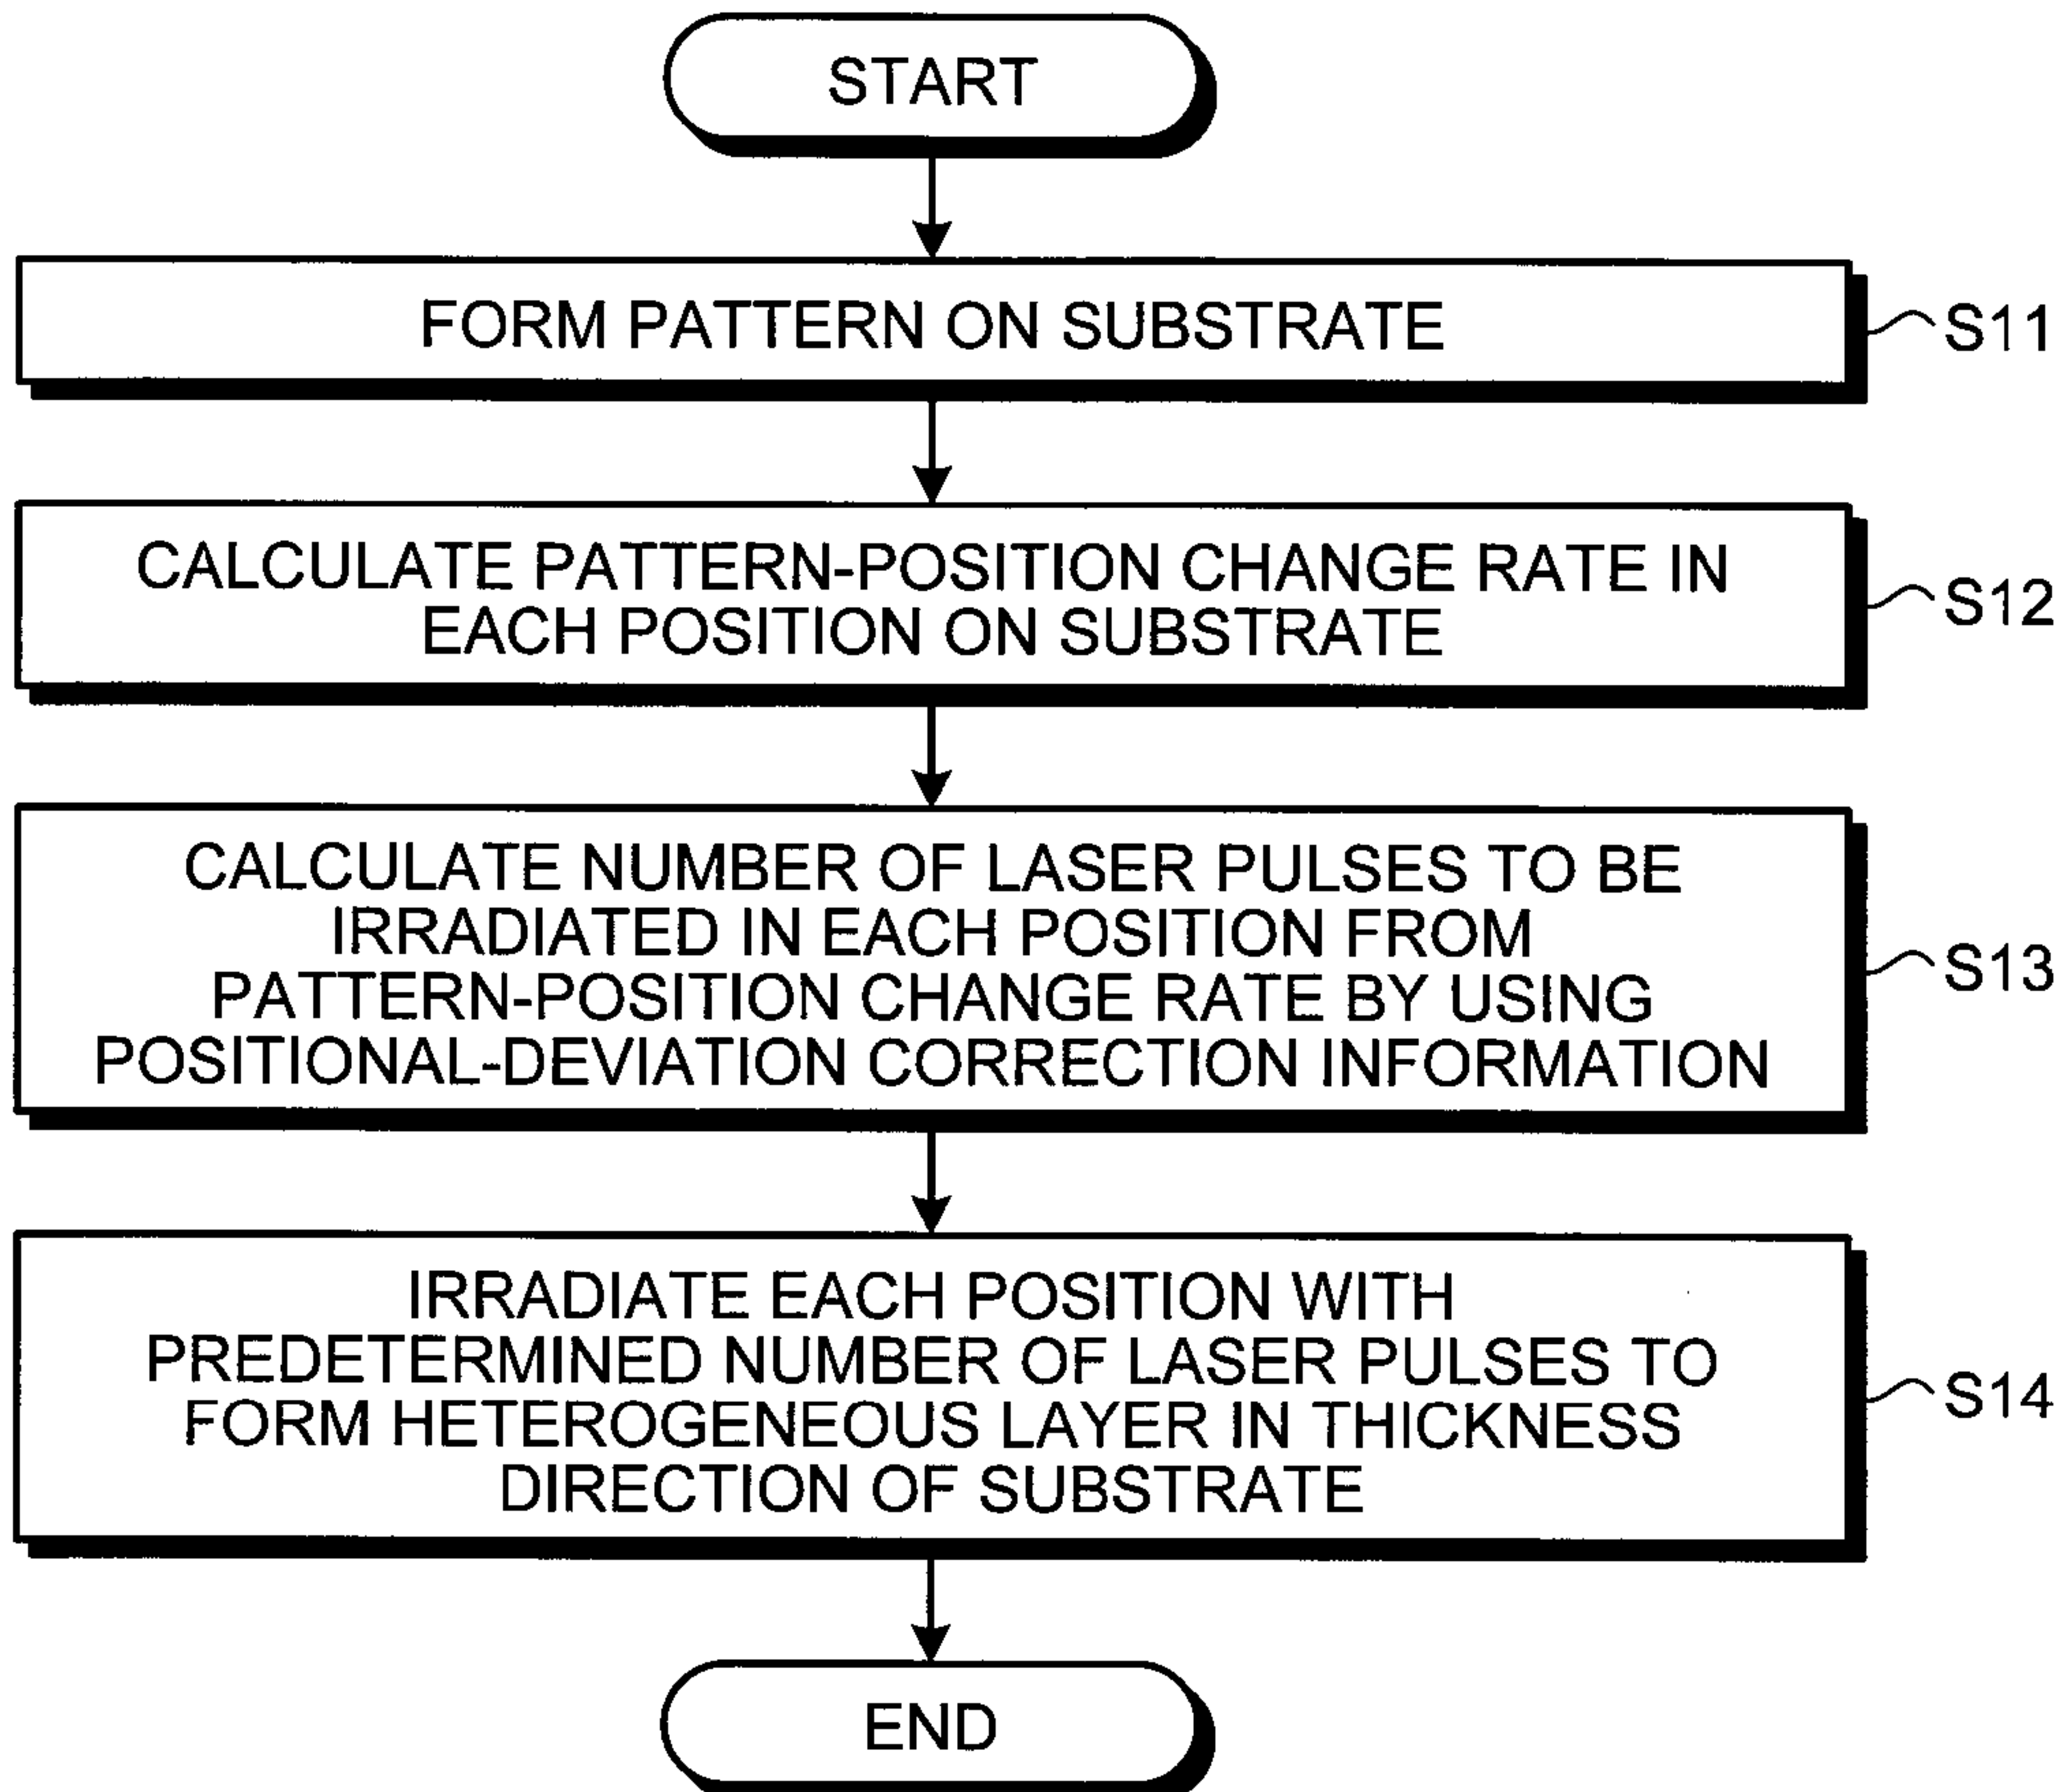 START
FORM PATTERN ON SUBSTRATE
S11
CALCULATE PATTERN-POSITION CHANGE RATE IN
EACH POSITION ON SUBSTRATE
S12
CALCULATE NUMBER OF LASER PULSES TO BE
IRRADIATED IN EACH POSITION FROM
PATTERN-POSITION CHANGE RATE BY USING
POSITIONAL-DEVIATION CORRECTION INFORMATION
S13
IRRADIATE EACH POSITION WITH
PREDETERMINED NUMBER OF LASER PULSES TO
FORM HETEROGENEOUS LAYER IN THICKNESS
DIRECTION OF SUBSTRATE
S14
END